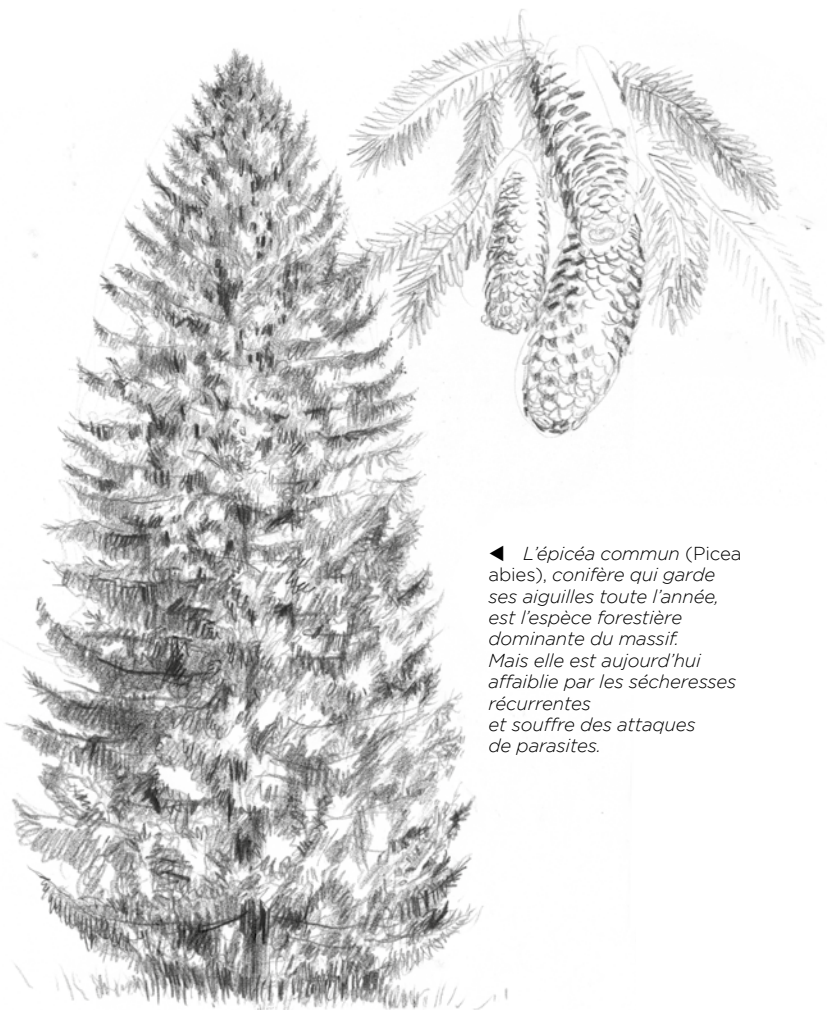 ◀ L’épicéa commun (Picea
abies), conifère qui garde
ses aiguilles toute l’année,
est l’espèce forestière
dominante du massif.
Mais elle est aujourd’hui
affaiblie par les sécheresses
récurrentes
et souffre des attaques
de parasites.